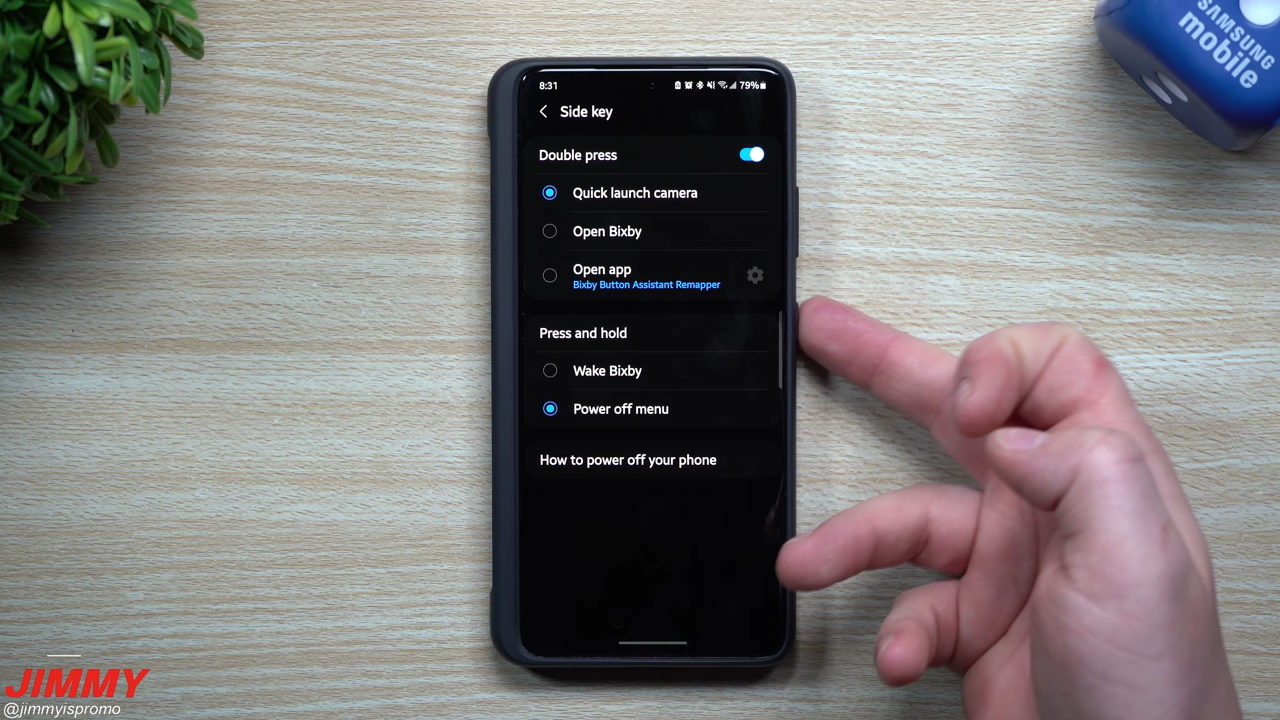 SAMSUNG
mobile
8:31
79%
Side key
Double press
Quick launch camera
Open Bixby
Open app
Bixby Button Assistant Remapper
Press and hold
Wake Bixby
Power off menu
How to power off your phone
JIMMY
@jimmyispromo